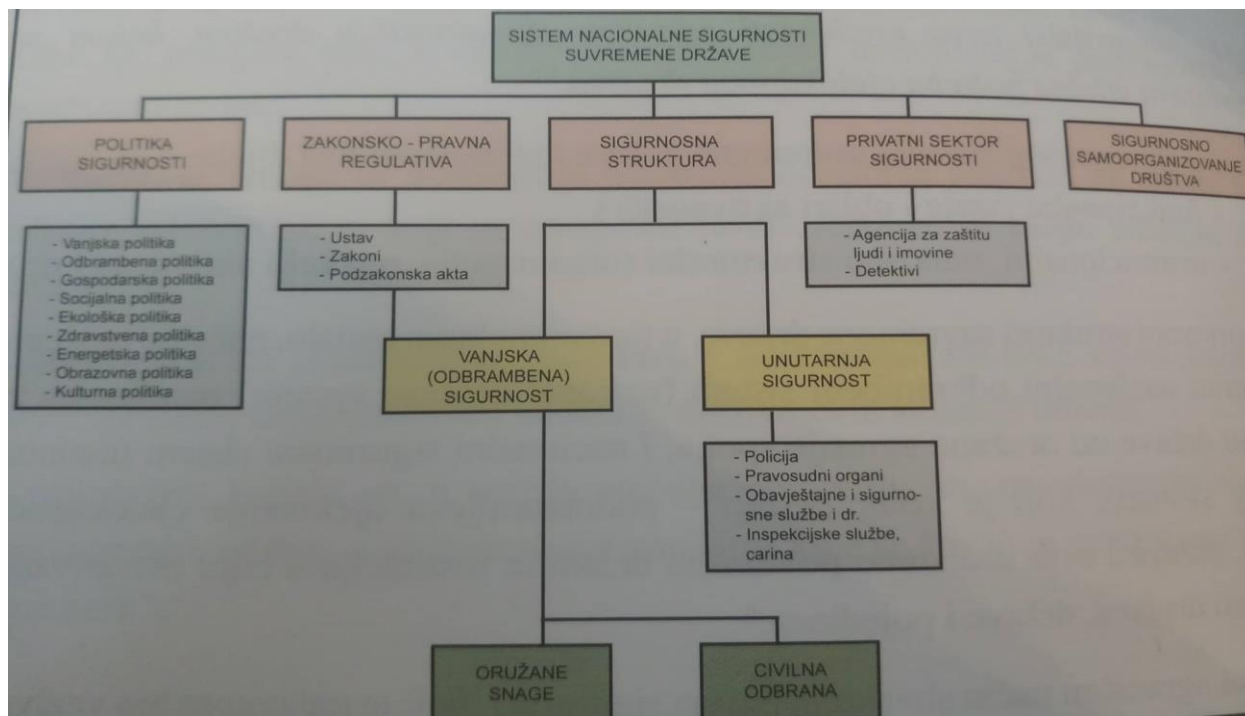 SISTEM NACIONALNE SIGURNOSTI
SUVREMENE DRŽAVE
POLITIKA
SIGURNOSTI
ZAKONSKO - PRAVNA
REGULATIVA
SIGURNOSNA
STRUKTURA
PRIVATNI SEKTOR
SIGURNOSTI
SIGURNOSNO
SAMOORGANIZOVANJE
DRUŠTVA
- Vanjska politika
- Odbrambena politika
- Gospodarska politika
- Socijalna politika
- Ekološka politika
- Zdravstvena politika
- Energetska politika
- Obrazovna politika
- Kulturna politika
- Ustav
- Zakoni
- Podzakonska akta
- Agencija za zaštitu
ljudi i imovine
- Detektivi
VANJSKA
(ODBRAMBENA)
SIGURNOST
UNUTARNJA
SIGURNOST
- Policija
- Pravosudni organi
- Obavještajne i sigurno-
sne službe i dr.
- Inspekcijske službe,
carina
ORUŽANE
SNAGE
CIVILNA
ODBRANA